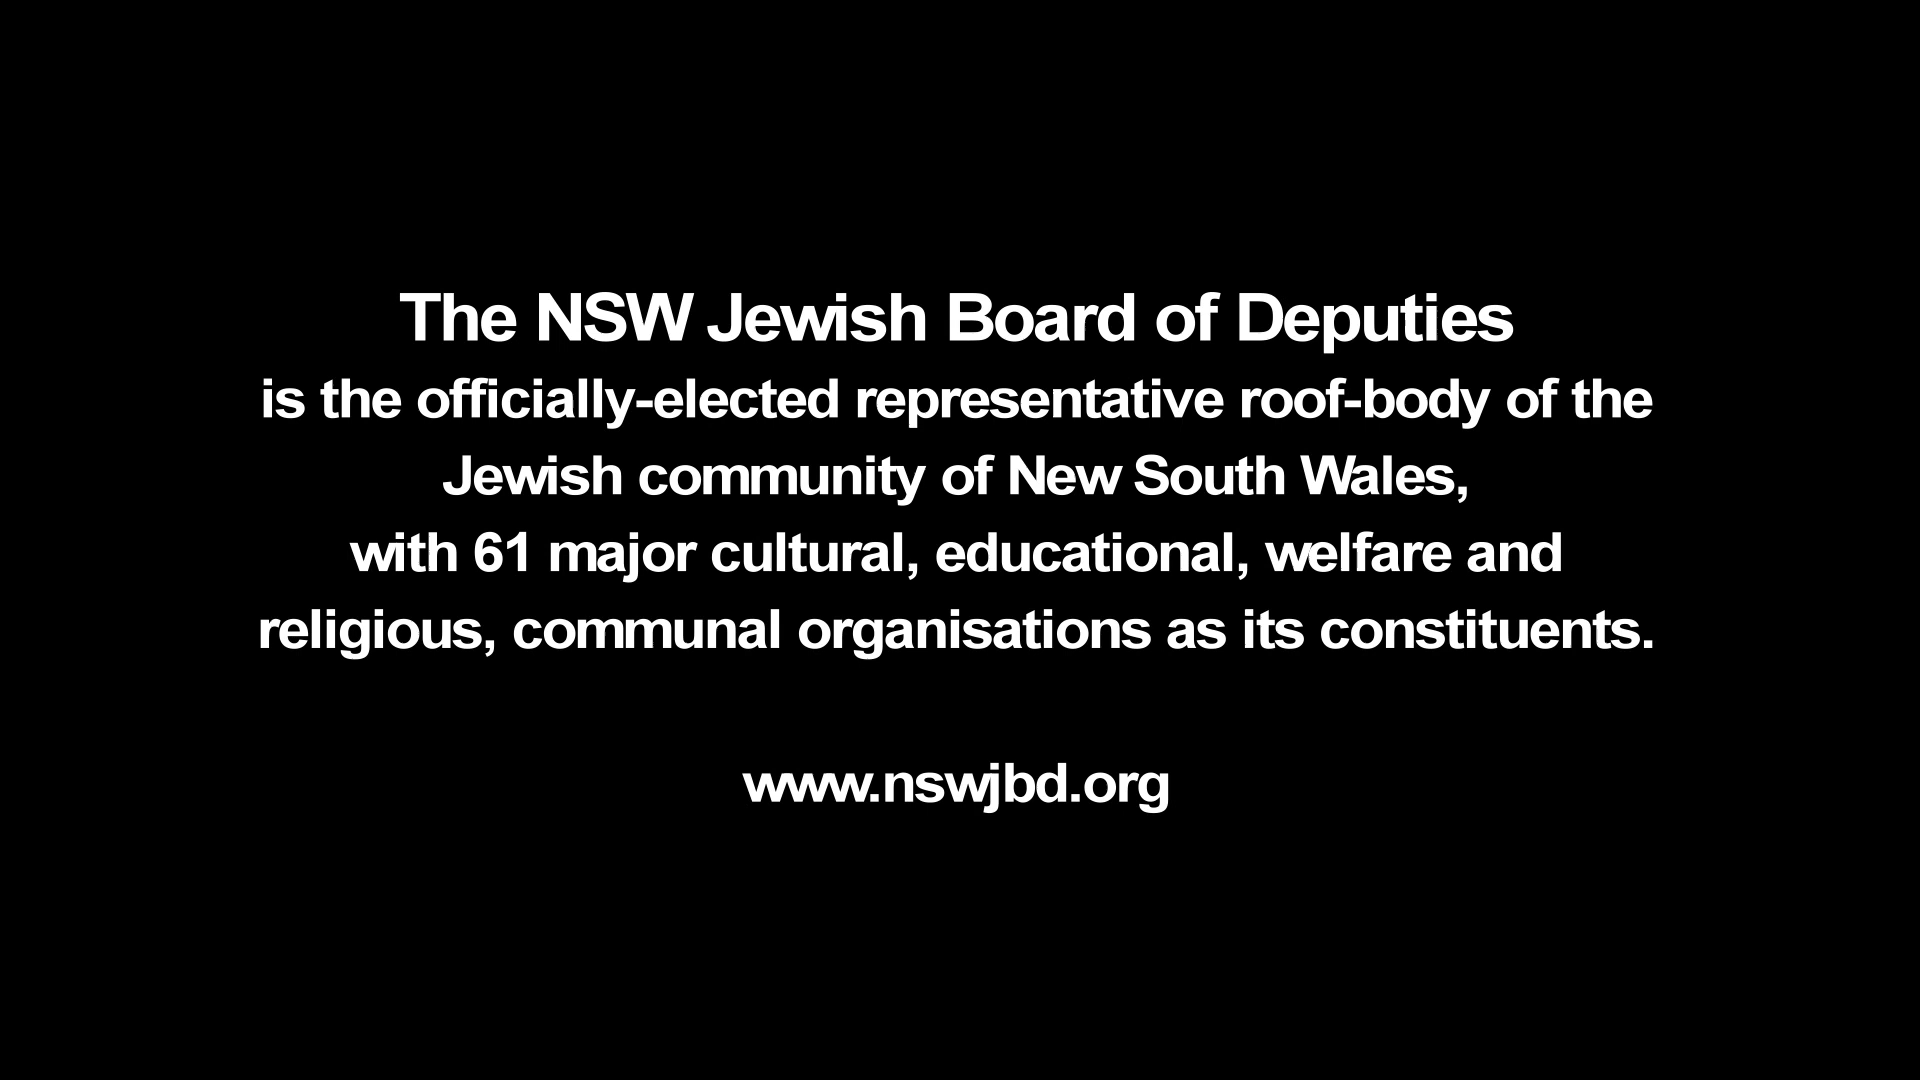 The NSW Jewish Board of Deputies
is the officially-elected representative roof-body of the
Jewish community of New South Wales,
with 61 major cultural, educational, welfare and
religious, communal organisations as its constituents.
www.nswjbd.org